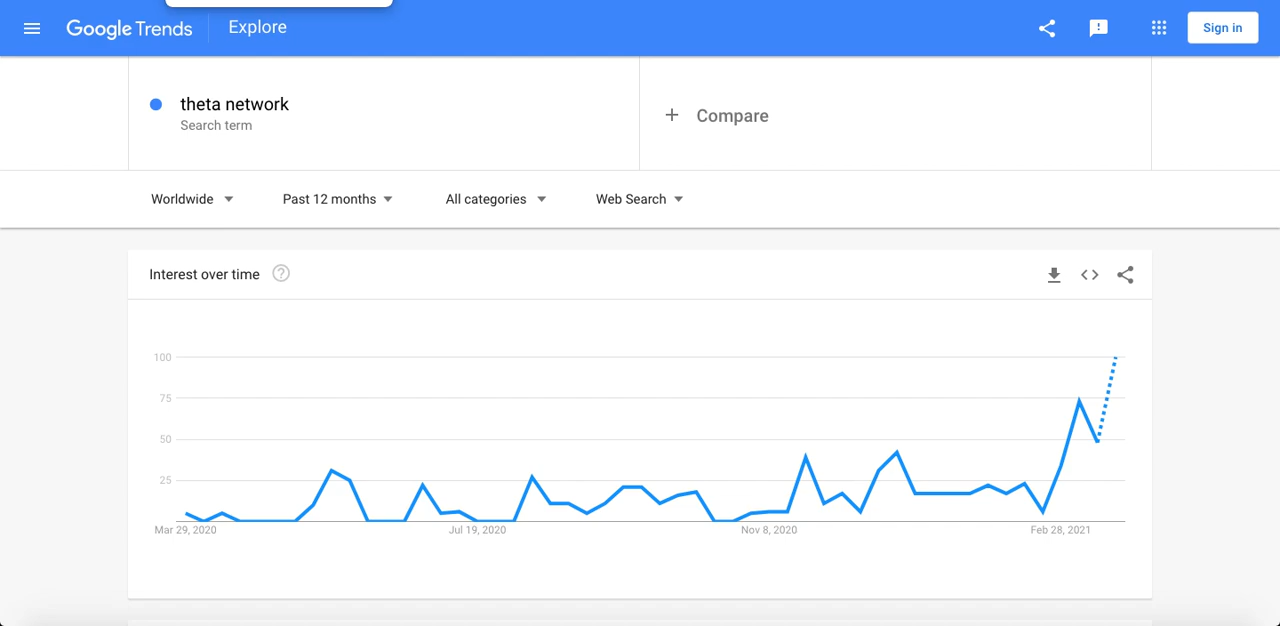 Google Trends
Explore
Sign in
theta network
Search term
+ Compare
Worldwide
Past 12 months
All categories
Web Search
Interest over time
100
75
50
25
Mar 29, 2020
Jul 19, 2020
Nov 8, 2020
Feb 28, 2021